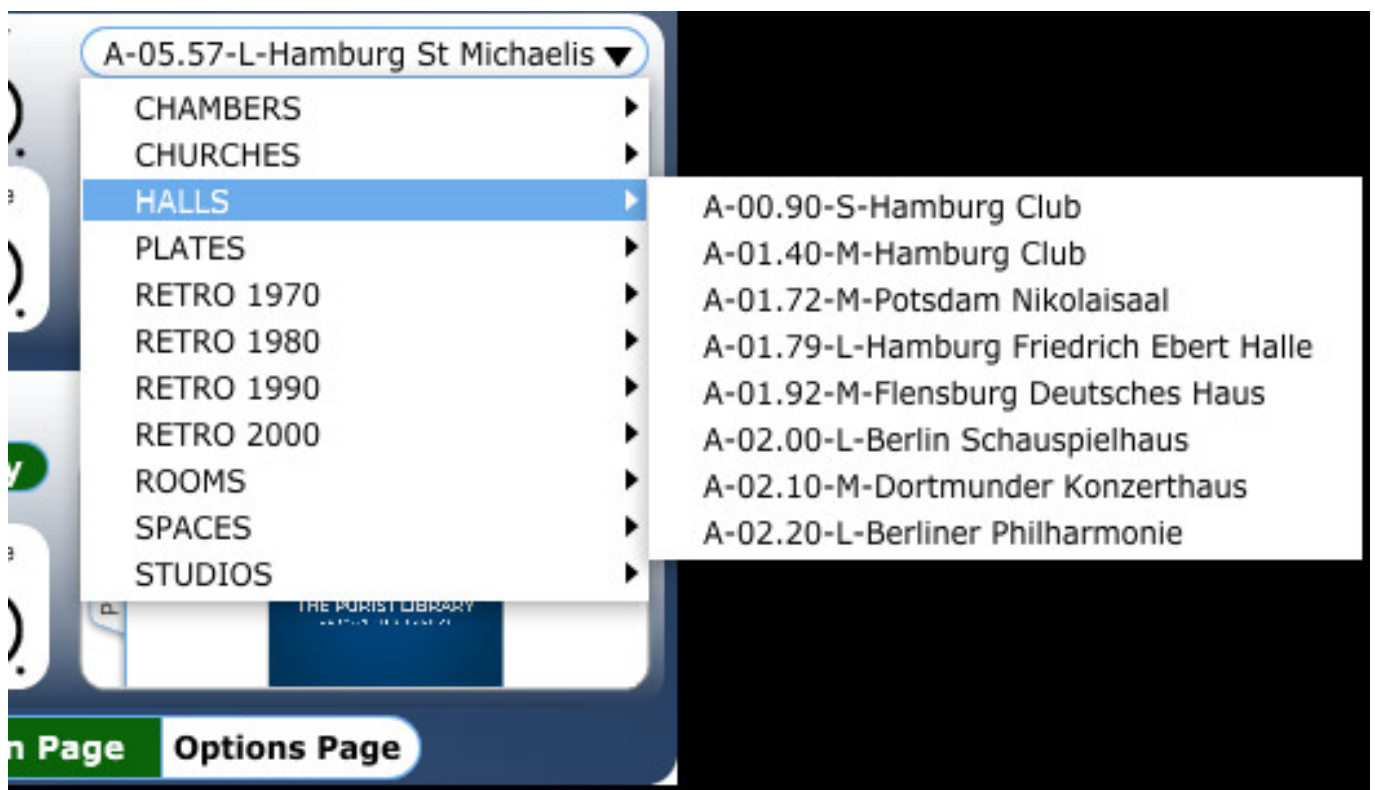 A-05.57-L-Hamburg St Michaelis
CHAMBERS
CHURCHES
HALLS
PLATES
RETRO 1970
RETRO 1980
RETRO 1990
RETRO 2000
ROOMS
SPACES
STUDIOS
A-00.90-S-Hamburg Club
A-01.40-M-Hamburg Club
A-01.72-M-Potsdam Nikolaisaal
A-01.79-L-Hamburg Friedrich Ebert Halle
A-01.92-M-Flensburg Deutsches Haus
A-02.00-L-Berlin Schauspielhaus
A-02.10-M-Dortmunder Konzerthaus
A-02.20-L-Berliner Philharmonie
e
y
e
P
THE PURIST LIBRARY
n Page
Options Page